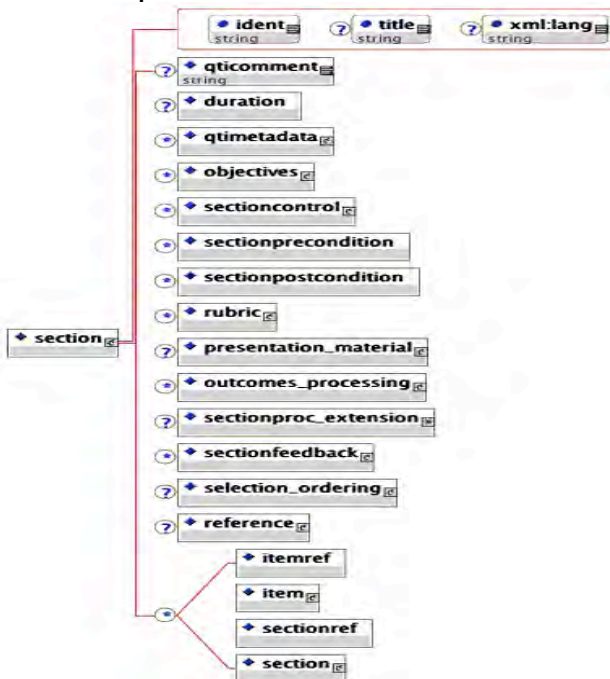 ident ? title ? xml:lang
string string string
? qticomment
string
? duration
* qtimetadata
* objectives
* sectioncontrol
* sectionprecondition
* sectionpostcondition
* rubric
section
? presentation_material
* outcomes_processing
? sectionproc_extension
* sectionfeedback
? selection_ordering
? reference
itemref
* item
sectionref
section